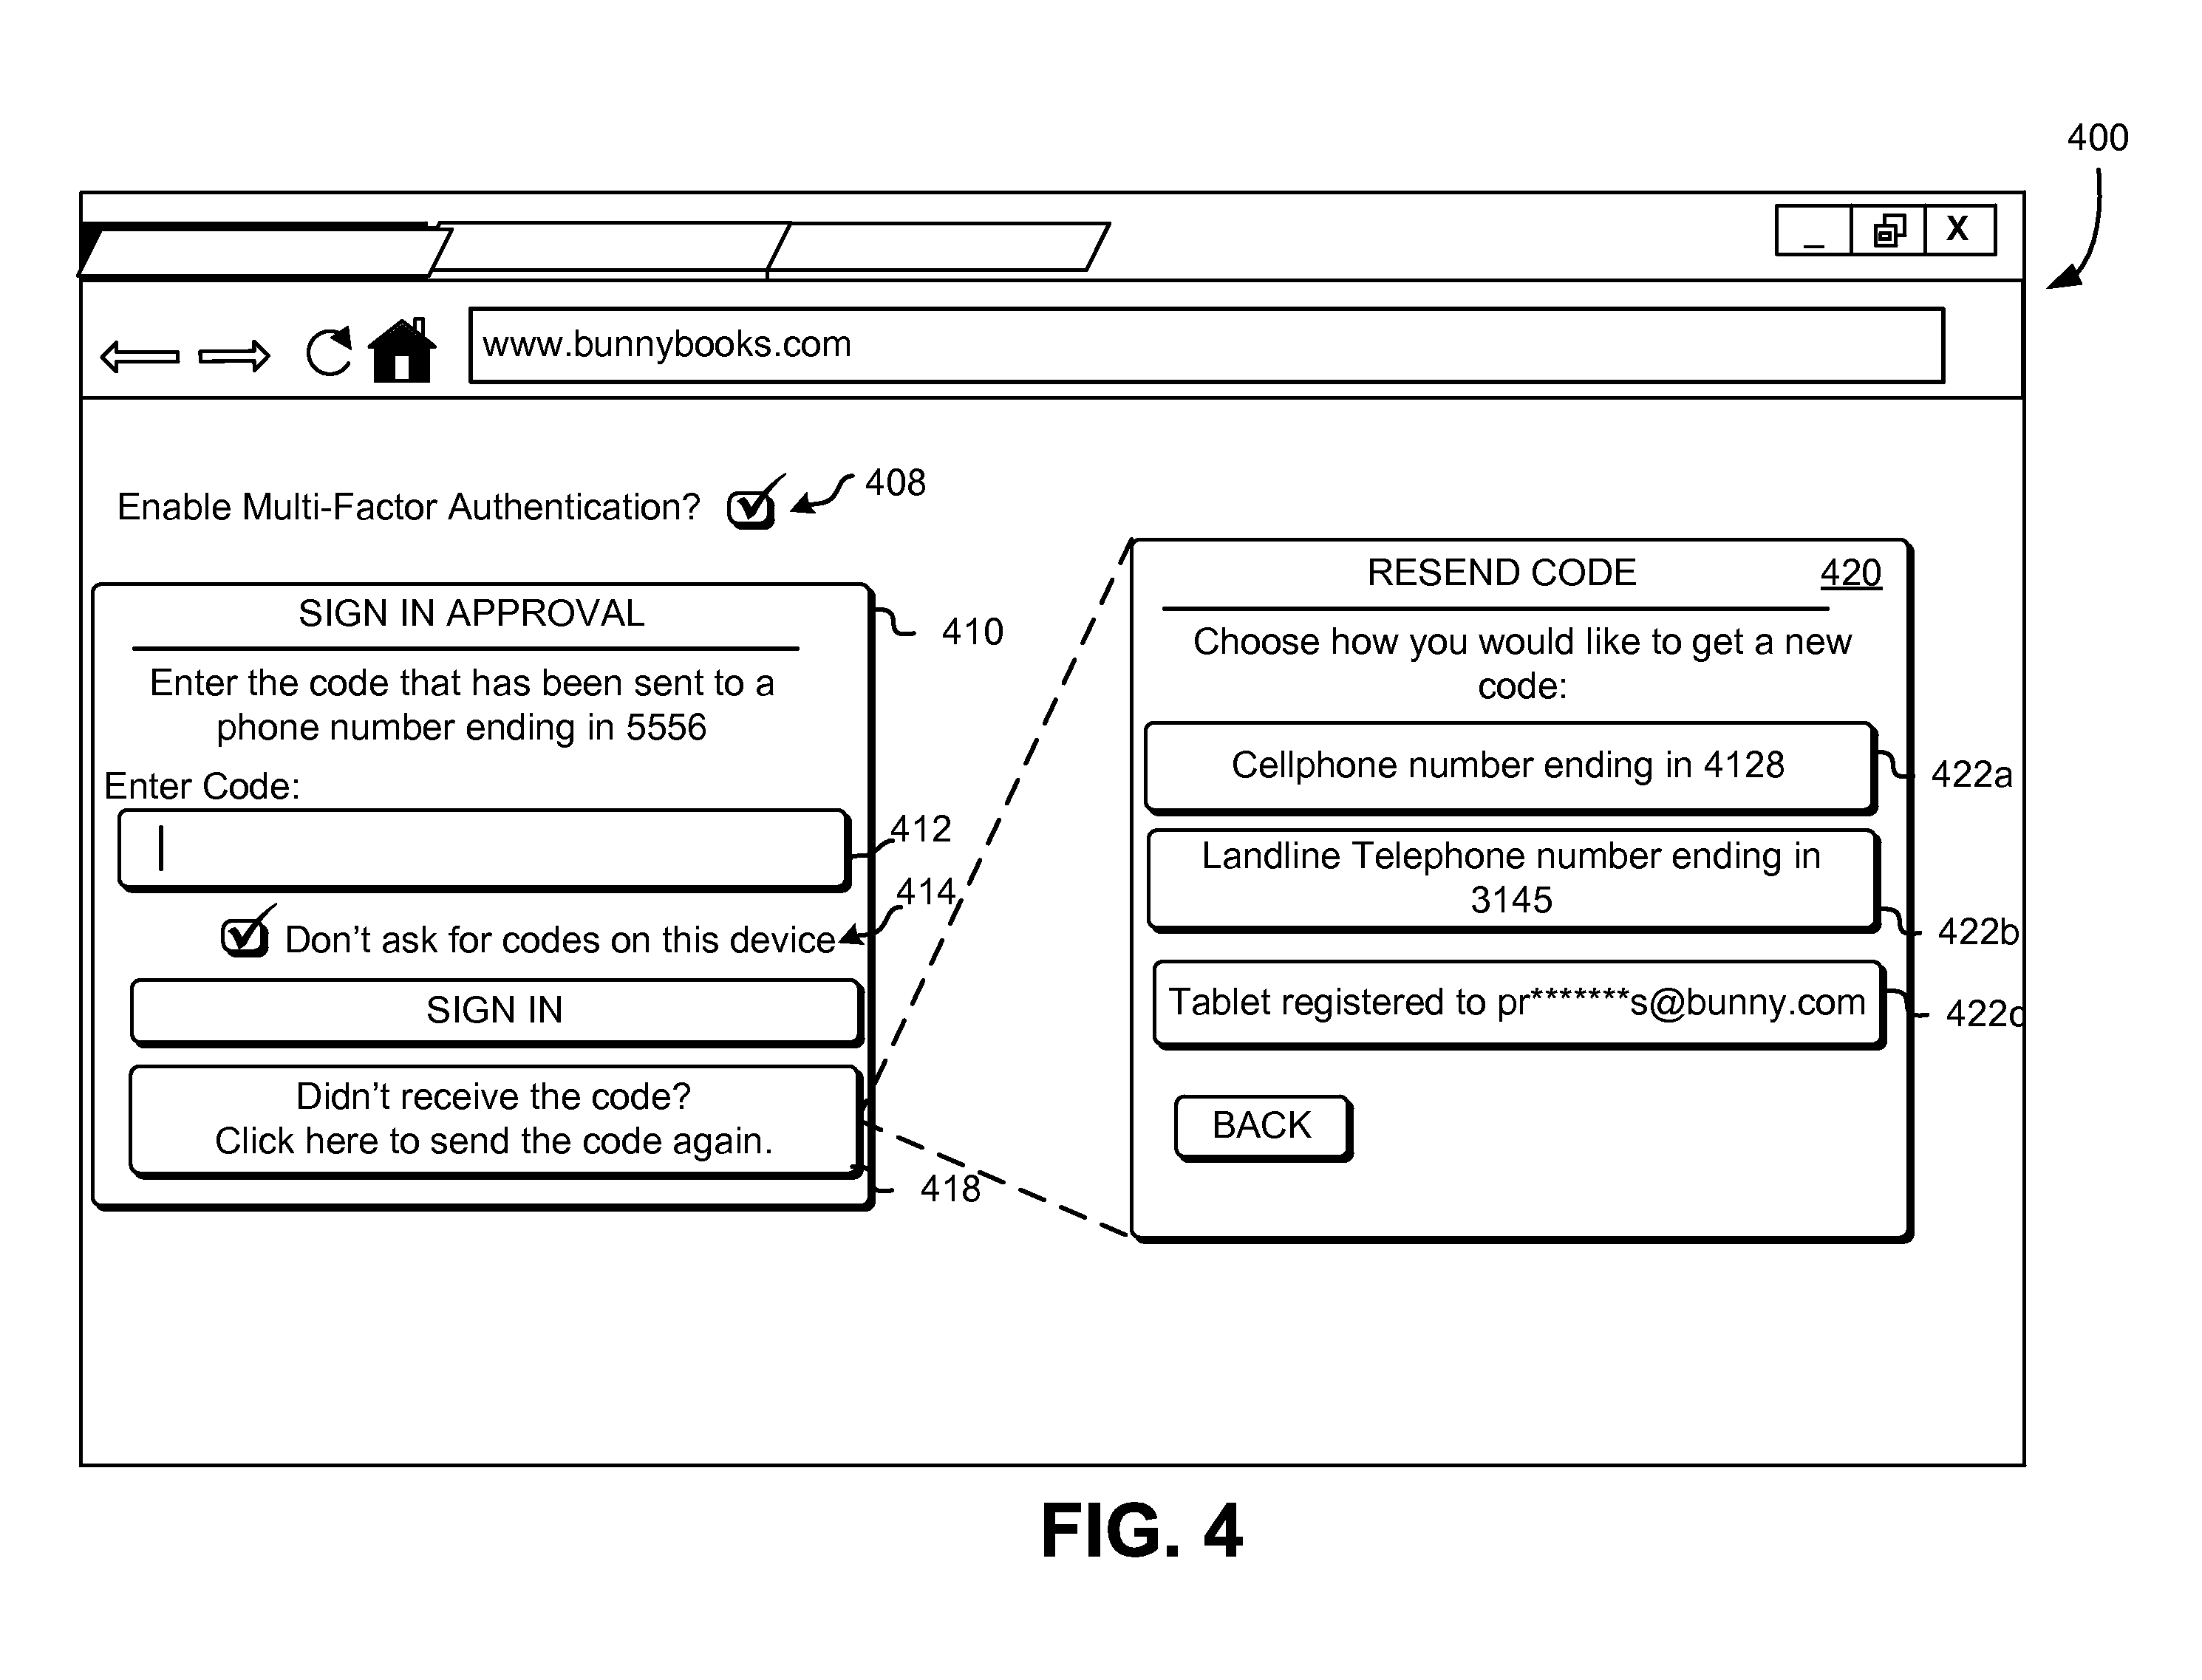 400
_ X
www.bunnybooks.com
Enable Multi-Factor Authentication?
408
SIGN IN APPROVAL
410
Enter the code that has been sent to a
phone number ending in 5556
Enter Code:
412
414
Don’t ask for codes on this device
SIGN IN
Didn’t receive the code?
Click here to send the code again.
418
RESEND CODE
420
Choose how you would like to get a new
code:
Cellphone number ending in 4128
422a
Landline Telephone number ending in
3145
422b
Tablet registered to pr*******s@bunny.com
422c
BACK
FIG. 4